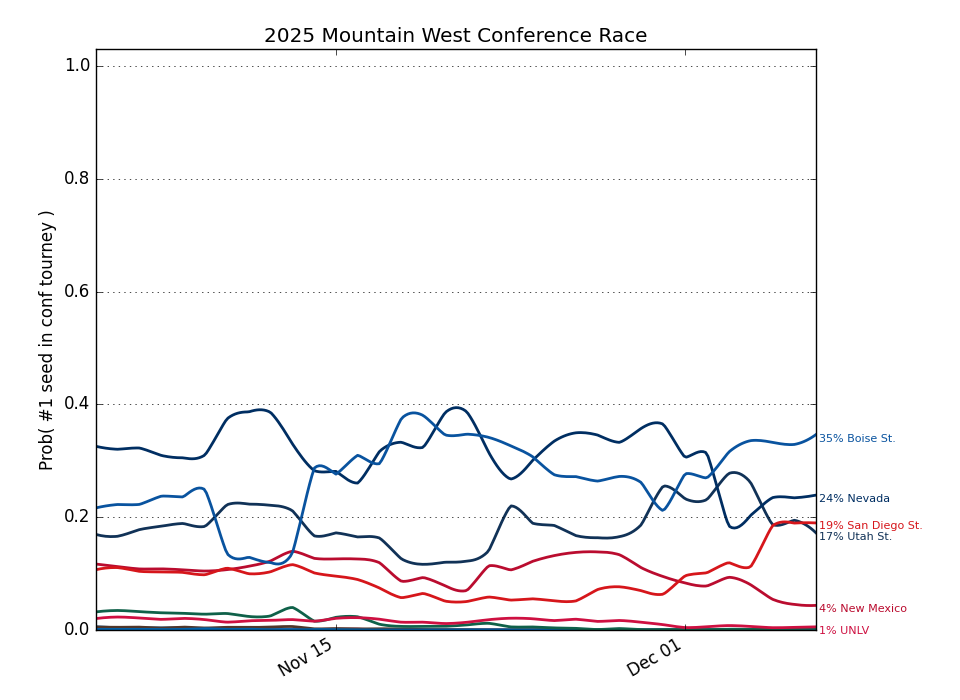 2025 Mountain West Conference Race
Prob( #1 seed in conf tourney )
1.0
0.8
0.6
0.4
0.2
0.0
Nov 15
Dec 01
35% Boise St.
24% Nevada
19% San Diego St.
17% Utah St.
4% New Mexico
1% UNLV